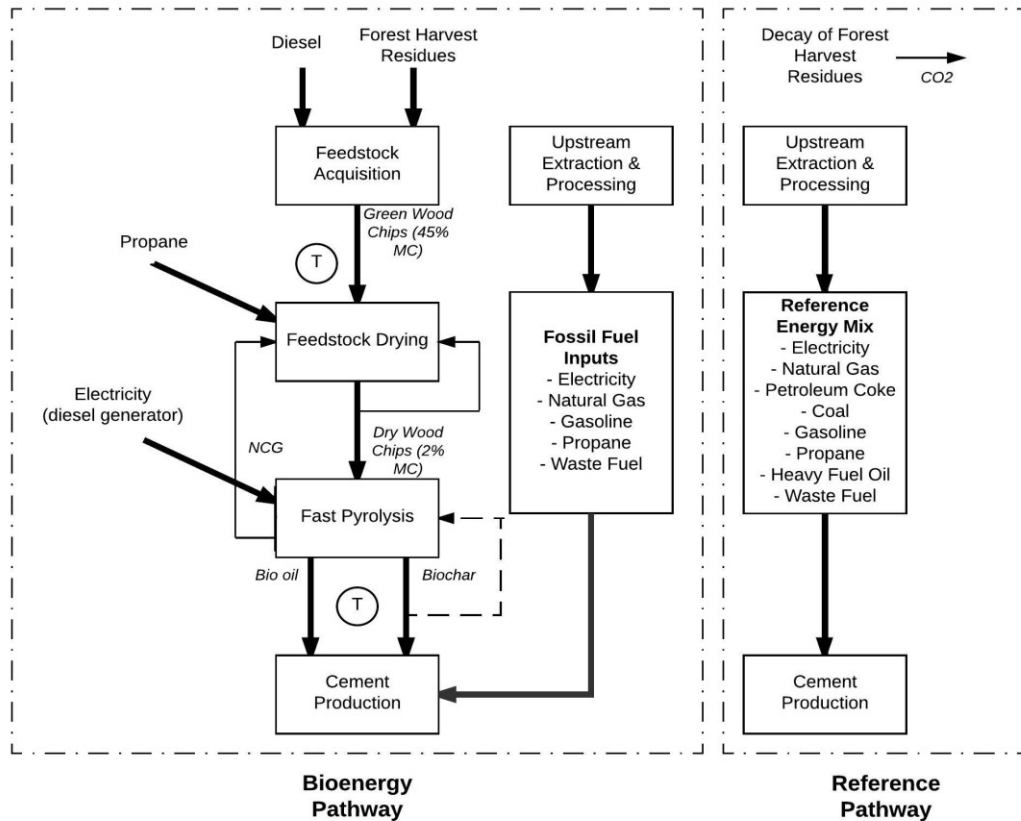 Diesel
Forest Harvest
Residues
Feedstock
Acquisition
Green Wood
Chips (45%
MC)
T
Propane
Feedstock Drying
Electricity
(diesel generator)
NCG
Dry Wood
Chips (2%
MC)
Fast Pyrolysis
Bio oil
T
Biochar
Cement
Production
Upstream
Extraction &
Processing
Fossil Fuel
Inputs
- Electricity
- Natural Gas
- Gasoline
- Propane
- Waste Fuel
Bioenergy
Pathway
Decay of Forest
Harvest
Residues
CO2
Upstream
Extraction &
Processing
Reference
Energy Mix
- Electricity
- Natural Gas
- Petroleum Coke
- Coal
- Gasoline
- Propane
- Heavy Fuel Oil
- Waste Fuel
Cement
Production
Reference
Pathway